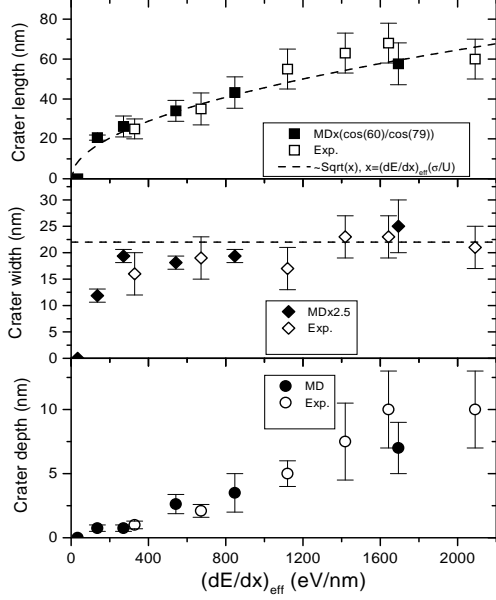 80
60
40
20
0
Crater length (nm)
MDx(cos(60)/cos(79))
Exp.
~Sqrt(x), x=(dE/dx)eff(σ/U)
30
25
20
15
10
5
0
Crater width (nm)
MDx2.5
Exp.
10
5
0
Crater depth (nm)
MD
Exp.
0 400 800 1200 1600 2000
(dE/dx)eff (eV/nm)